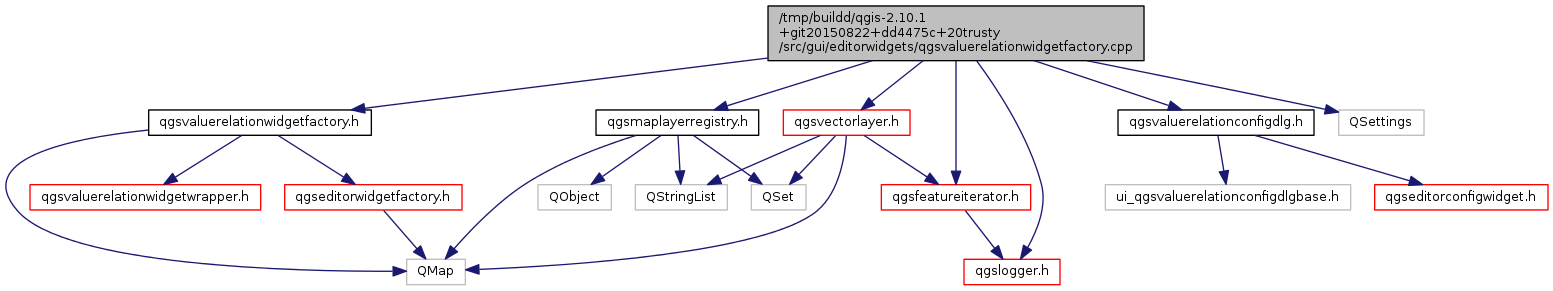 /tmp/buildd/qgis-2.10.1
+git20150822+dd4475c+20trusty
/src/gui/editorwidgets/qgsvaluerelationwidgetfactory.cpp
qgsvaluerelationwidgetfactory.h
qgsmaplayerregistry.h
qgsvectorlayer.h
qgsvaluerelationconfigdlg.h
QSettings
qgsvaluerelationwidgetwrapper.h
qgseditorwidgetfactory.h
QObject
QStringList
QSet
qgsfeatureiterator.h
ui_qgsvaluerelationconfigdlgbase.h
qgseditorconfigwidget.h
QMap
qgslogger.h